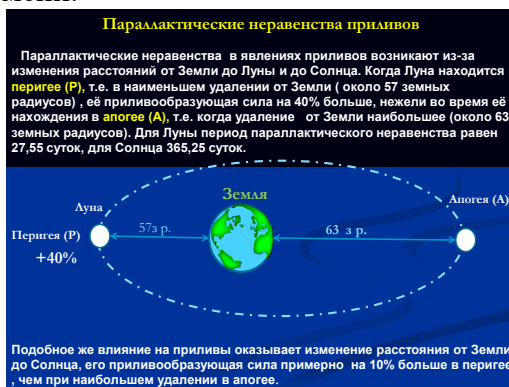 Параллактические неравенства приливов
Параллактические неравенства в явлениях приливов возникают из-за
изменения расстояний от Земли до Луны и до Солнца. Когда Луна находится
перигее (Р), т.е. в наименьшем удалении от Земли ( около 57 земных
радиусов) , её приливообразующая сила на 40% больше, нежели во время её
нахождения в апогее (А), т.е. когда удаление от Земли наибольшее (около 63
земных радиусов). Для Луны период параллактического неравенства равен
27,55 суток, для Солнца 365,25 суток.
Земля
Луна
Апогея (А)
57з р.
63 з р.
Перигея (Р)
+40%
Подобное же влияние на приливы оказывает изменение расстояния от Земли
до Солнца, его приливообразующая сила примерно на 10% больше в перигее
, чем при наибольшем удалении в апогее.